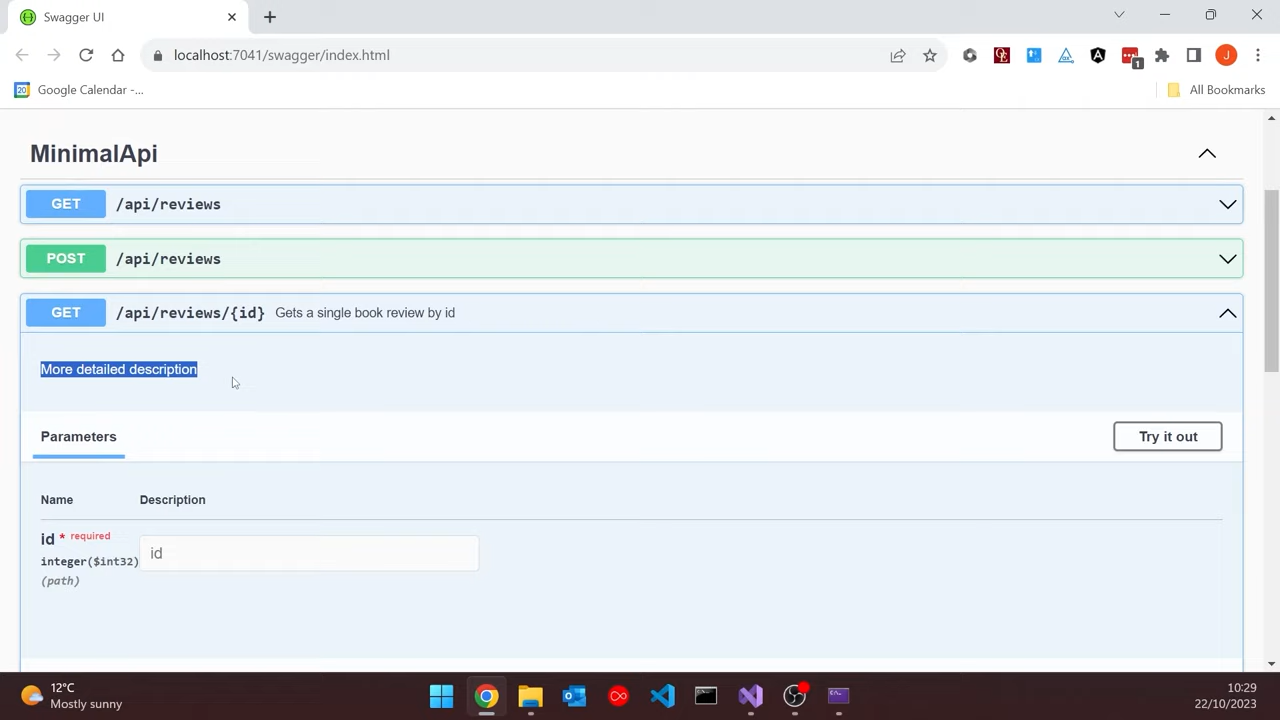 Swagger UI
localhost:7041/swagger/index.html
1
J
20
Google Calendar -...
All Bookmarks
MinimalApi
GET /api/reviews
POST /api/reviews
GET /api/reviews/{id} Gets a single book review by id
More detailed description
Parameters
Try it out
Name Description
id * required
integer($int32)
(path)
id
12°C
Mostly sunny
10:29
22/10/2023